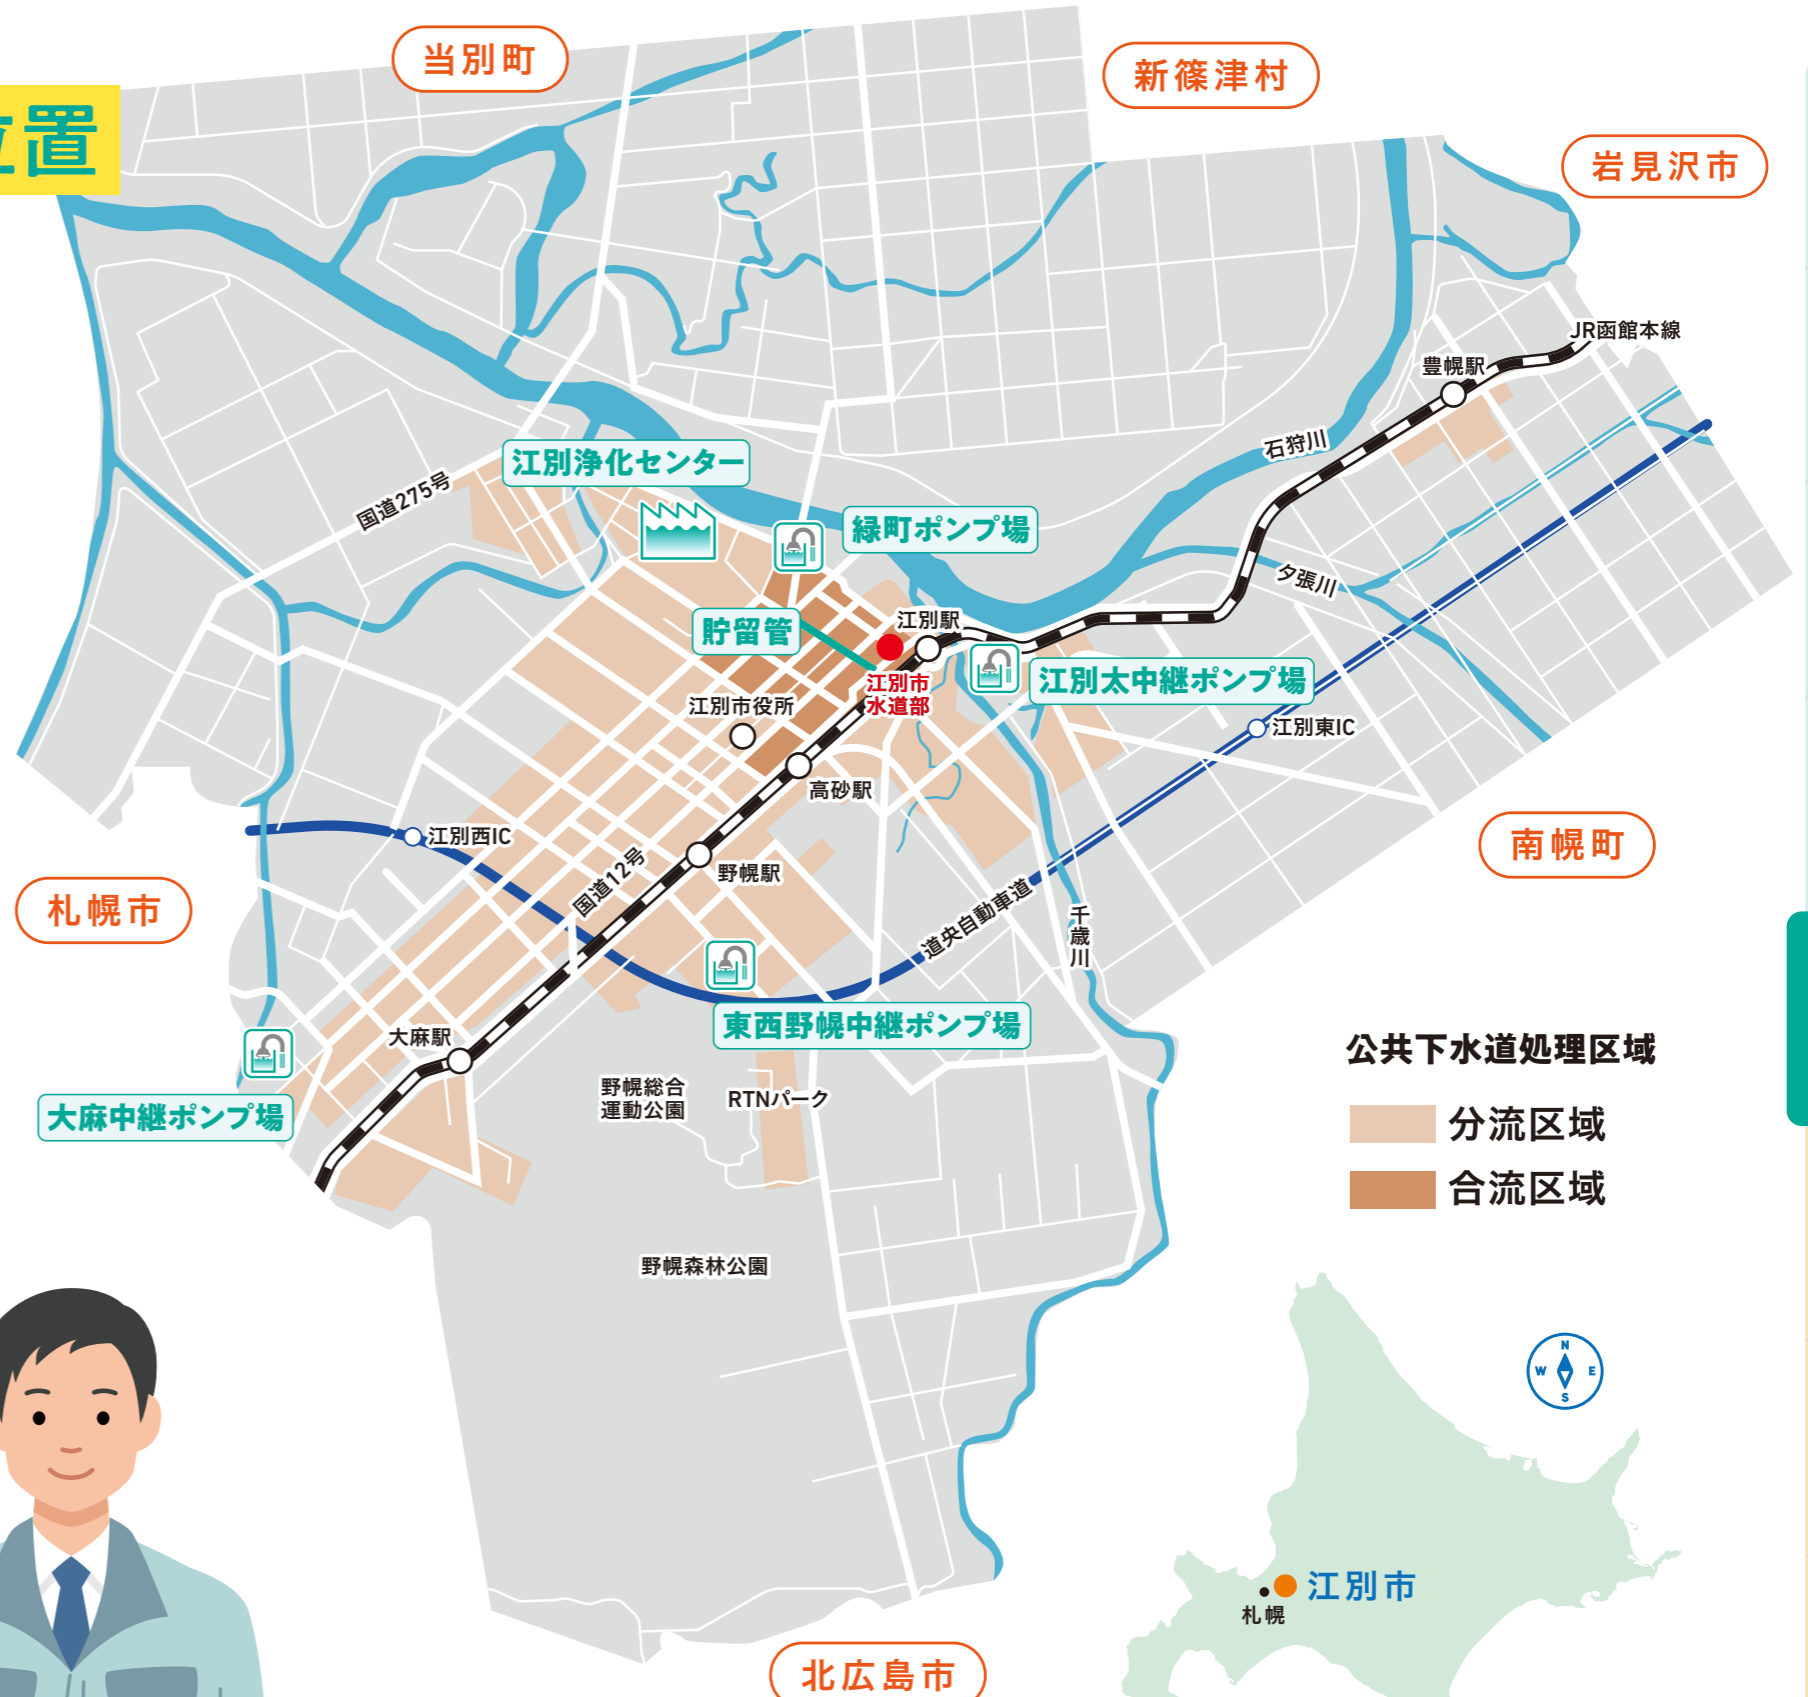 当別町
新篠津村
岩見沢市
置
JR函館本線
豊幌駅
石狩川
江別浄化センター
国道275号
緑町ポンプ場
夕張川
貯留管
江別駅
江別太中継ポンプ場
江別市
水道部
江別市役所
江別東IC
高砂駅
江別西IC
南幌町
国道12号
野幌駅
札幌市
道央自動車道
千歳川
東西野幌中継ポンプ場
大麻駅
大麻中継ポンプ場
野幌総合
運動公園
RTNパーク
公共下水道処理区域
分流区域
合流区域
野幌森林公園
N
W
E
S
江別市
札幌
北広島市